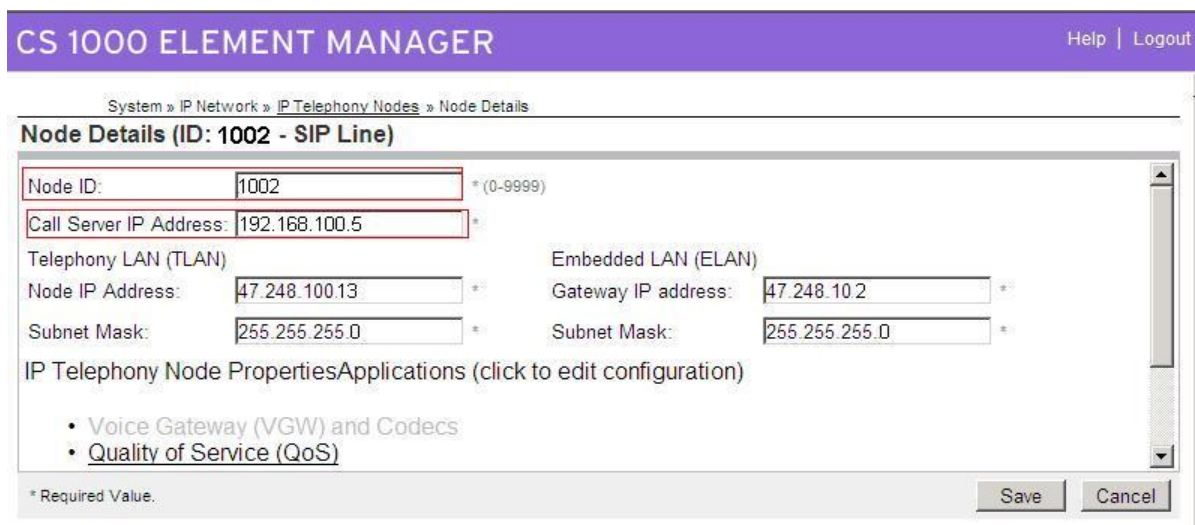 CS 1000 ELEMENT MANAGER Help | Logout
System » IP Network » IP Telephony Nodes » Node Details
Node Details (ID: 1002 - SIP Line)
Node ID: 1002 * (0-9999)
Call Server IP Address: 192.168.100.5 *
Telephony LAN (TLAN) Embedded LAN (ELAN)
Node IP Address: 47.248.100.13 * Gateway IP address: 47.248.10.2 *
Subnet Mask: 255.255.255.0 * Subnet Mask: 255.255.255.0 *
IP Telephony Node PropertiesApplications (click to edit configuration)
• Voice Gateway (VGW) and Codecs
• Quality of Service (QoS)
* Required Value. Save Cancel